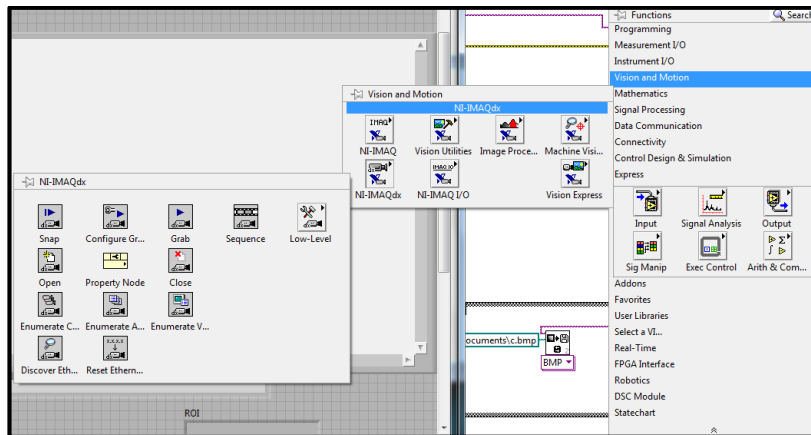 Functions
Search
Programming
Measurement I/O
Instrument I/O
Vision and Motion
Mathematics
Signal Processing
Data Communication
Connectivity
Control Design & Simulation
Express
Input Signal Analysis Output
Sig Manip Exec Control Arith & Com...
Addons
Favorites
User Libraries
Select a VI...
Real-Time
FPGA Interface
Robotics
DSC Module
Statechart
Vision and Motion
NI-IMAQdx
IMAQ
NI-IMAQ Vision Utilities Image Proce... Machine Visi...
IMAQ IO
NI-IMAQdx NI-IMAQ I/O Vision Express
NI-IMAQdx
Snap Configure Gr... Grab Sequence Low-Level
Open Property Node Close
Enumerate C... Enumerate A... Enumerate V...
X.X.X.X
Discover Eth... Reset Ethern...
ocuments\c.bmp
BMP
ROI